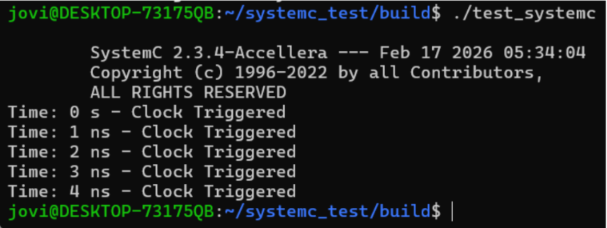 jovi@DESKTOP-73175QB:~/systemc_test/build$ ./test_systemc
SystemC 2.3.4-Accellera --- Feb 17 2026 05:34:04
Copyright (c) 1996-2022 by all Contributors,
ALL RIGHTS RESERVED
Time: 0 s - Clock Triggered
Time: 1 ns - Clock Triggered
Time: 2 ns - Clock Triggered
Time: 3 ns - Clock Triggered
Time: 4 ns - Clock Triggered
jovi@DESKTOP-73175QB:~/systemc_test/build$